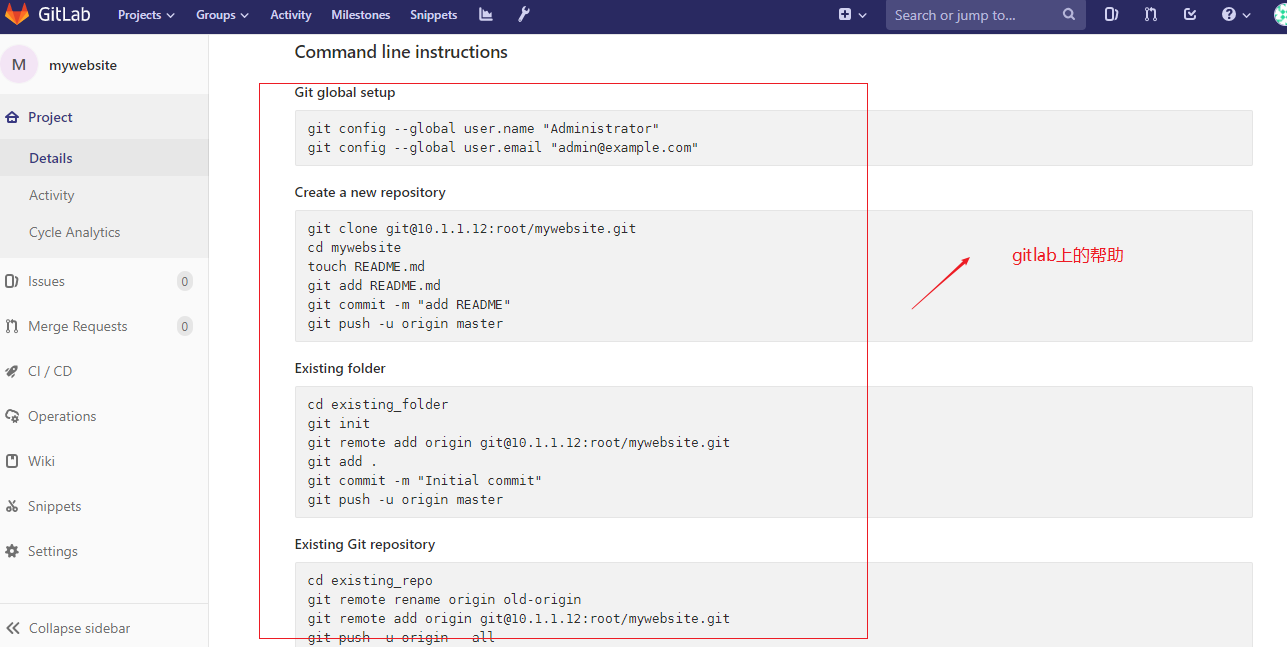 GitLab Projects Groups Activity Milestones Snippets Search or jump to...
M mywebsite
Project
Details
Activity
Cycle Analytics
Issues 0
Merge Requests 0
CI / CD
Operations
Wiki
Snippets
Settings
Collapse sidebar
Command line instructions
Git global setup
git config --global user.name "Administrator"
git config --global user.email "admin@example.com"
Create a new repository
git clone git@10.1.1.12:root/mywebsite.git
cd mywebsite
touch README.md
git add README.md
git commit -m "add README"
git push -u origin master
gitlab上的帮助
Existing folder
cd existing_folder
git init
git remote add origin git@10.1.1.12:root/mywebsite.git
git add .
git commit -m "Initial commit"
git push -u origin master
Existing Git repository
cd existing_repo
git remote rename origin old-origin
git remote add origin git@10.1.1.12:root/mywebsite.git
git push -u origin --all